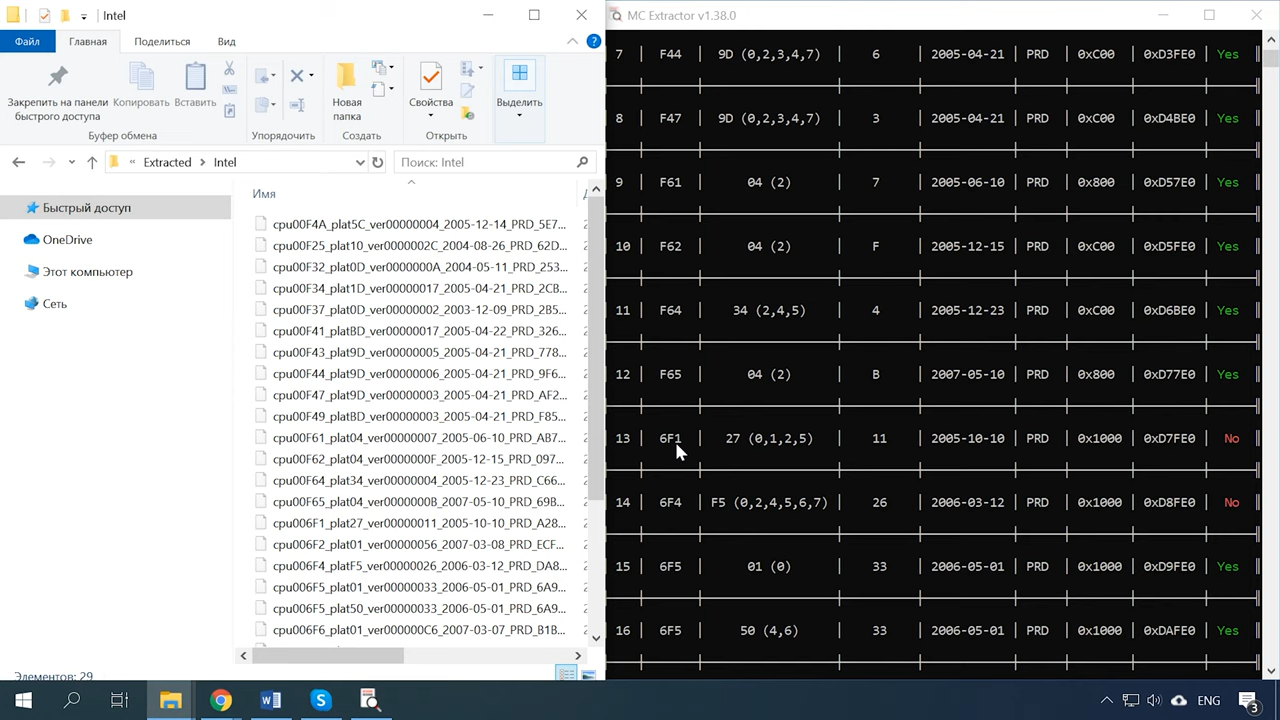 Intel
Файл Главная Поделиться Вид
Закрепить на панели быстрого доступа
Копировать
Вставить
Буфер обмена
Упорядочить
Новая папка
Создать
Свойства
Открыть
Выделить
Extracted Intel
Поиск: Intel
Быстрый доступ
OneDrive
Этот компьютер
Сеть
Имя
cpu00F4A_plat5C_ver00000004_2005-12-14_PRD_5E7...
cpu00F25_plat10_ver0000002C_2004-08-26_PRD_62D...
cpu00F32_plat0D_ver0000000A_2004-05-11_PRD_253...
cpu00F34_plat1D_ver00000017_2005-04-21_PRD_2CB...
cpu00F37_plat0D_ver00000002_2003-12-09_PRD_2B5...
cpu00F41_platBD_ver00000017_2005-04-22_PRD_326...
cpu00F43_plat9D_ver00000005_2005-04-21_PRD_778...
cpu00F44_plat9D_ver00000006_2005-04-21_PRD_9F6...
cpu00F47_plat9D_ver00000003_2005-04-21_PRD_AF2...
cpu00F49_platBD_ver00000003_2005-04-21_PRD_F85...
cpu00F61_plat04_ver00000007_2005-06-10_PRD_AB7...
cpu00F62_plat04_ver0000000F_2005-12-15_PRD_097...
cpu00F64_plat34_ver00000004_2005-12-23_PRD_C66...
cpu00F65_plat04_ver0000000B_2007-05-10_PRD_69B...
cpu006F1_plat27_ver00000011_2005-10-10_PRD_A28...
cpu006F2_plat01_ver00000056_2007-03-08_PRD_ECF...
cpu006F4_platF5_ver00000026_2006-03-12_PRD_DA8...
cpu006F5_plat01_ver00000033_2006-05-01_PRD_6A9...
cpu006F5_plat50_ver00000033_2006-05-01_PRD_6A9...
cpu006F6_plat01_ver000000C6_2007-03-07_PRD_B1B...
Элементов: 29
MC Extractor v1.38.0
7 F44 9D (0,2,3,4,7) 6 2005-04-21 PRD 0xC00 0xD3FE0 Yes
8 F47 9D (0,2,3,4,7) 3 2005-04-21 PRD 0xC00 0xD4BE0 Yes
9 F61 04 (2) 7 2005-06-10 PRD 0x800 0xD57E0 Yes
10 F62 04 (2) F 2005-12-15 PRD 0xC00 0xD5FE0 Yes
11 F64 34 (2,4,5) 4 2005-12-23 PRD 0xC00 0xD6BE0 Yes
12 F65 04 (2) B 2007-05-10 PRD 0x800 0xD77E0 Yes
13 6F1 27 (0,1,2,5) 11 2005-10-10 PRD 0x1000 0xD7FE0 No
14 6F4 F5 (0,2,4,5,6,7) 26 2006-03-12 PRD 0x1000 0xD8FE0 No
15 6F5 01 (0) 33 2006-05-01 PRD 0x1000 0xD9FE0 Yes
16 6F5 50 (4,6) 33 2006-05-01 PRD 0x1000 0xDAFE0 Yes
ENG
3